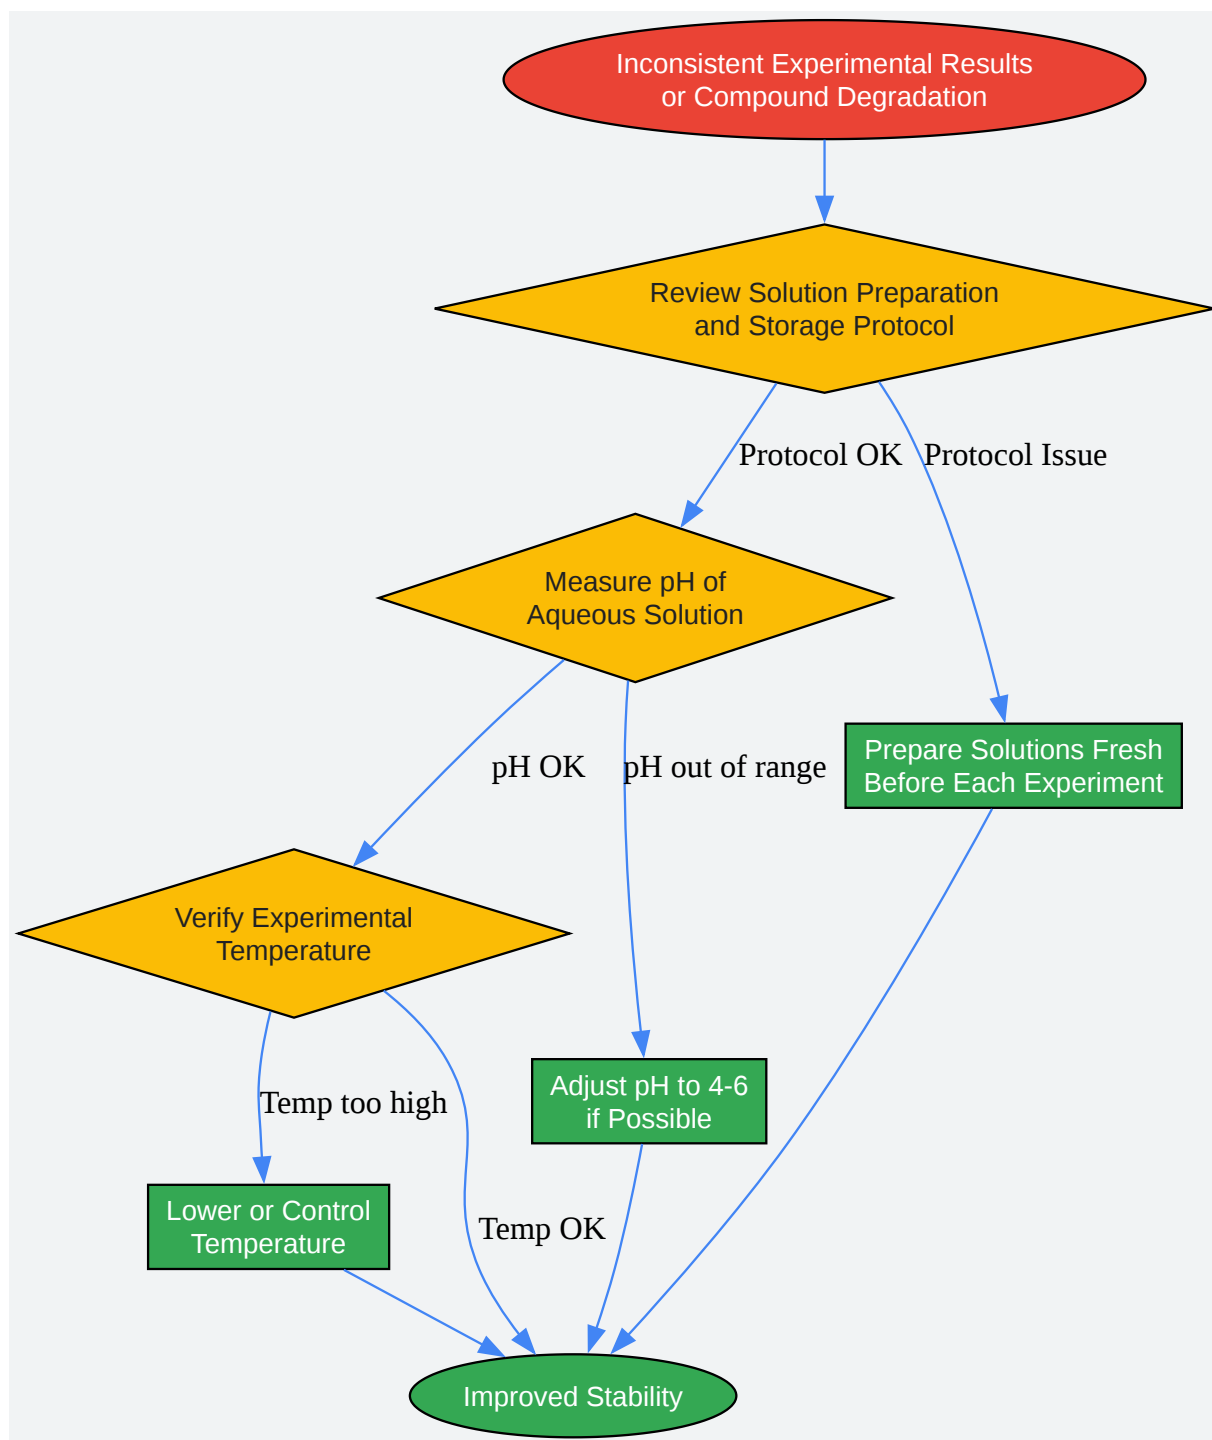 Inconsistent Experimental Results
or Compound Degradation
Review Solution Preparation
and Storage Protocol
Protocol OK
Protocol Issue
Measure pH of
Aqueous Solution
pH OK
pH out of range
Prepare Solutions Fresh
Before Each Experiment
Verify Experimental
Temperature
Temp too high
Adjust pH to 4-6
if Possible
Lower or Control
Temperature
Temp OK
Improved Stability